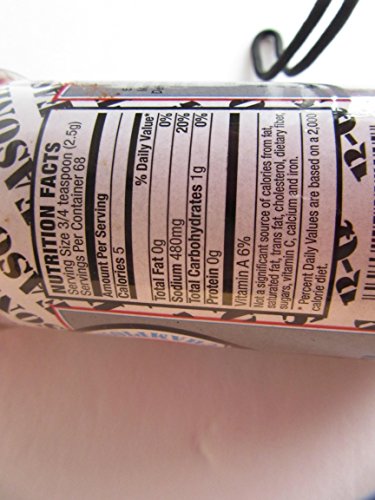 NUTRITION FACTS
Serving Size 3/4 teaspoon (2.5g)
Servings Per Container 68
Amount Per Serving
Calories 5
% Daily Value*
Total Fat 0g 0%
Sodium 480mg 20%
Total Carbohydrates 1g 0%
Protein 0g
Vitamin A 6%
Not a significant source of calories from fat,
saturated fat, trans fat, cholesterol, dietary fiber,
sugars, vitamin C, calcium and iron.
* Percent Daily Values are based on a 2,000
calorie diet.